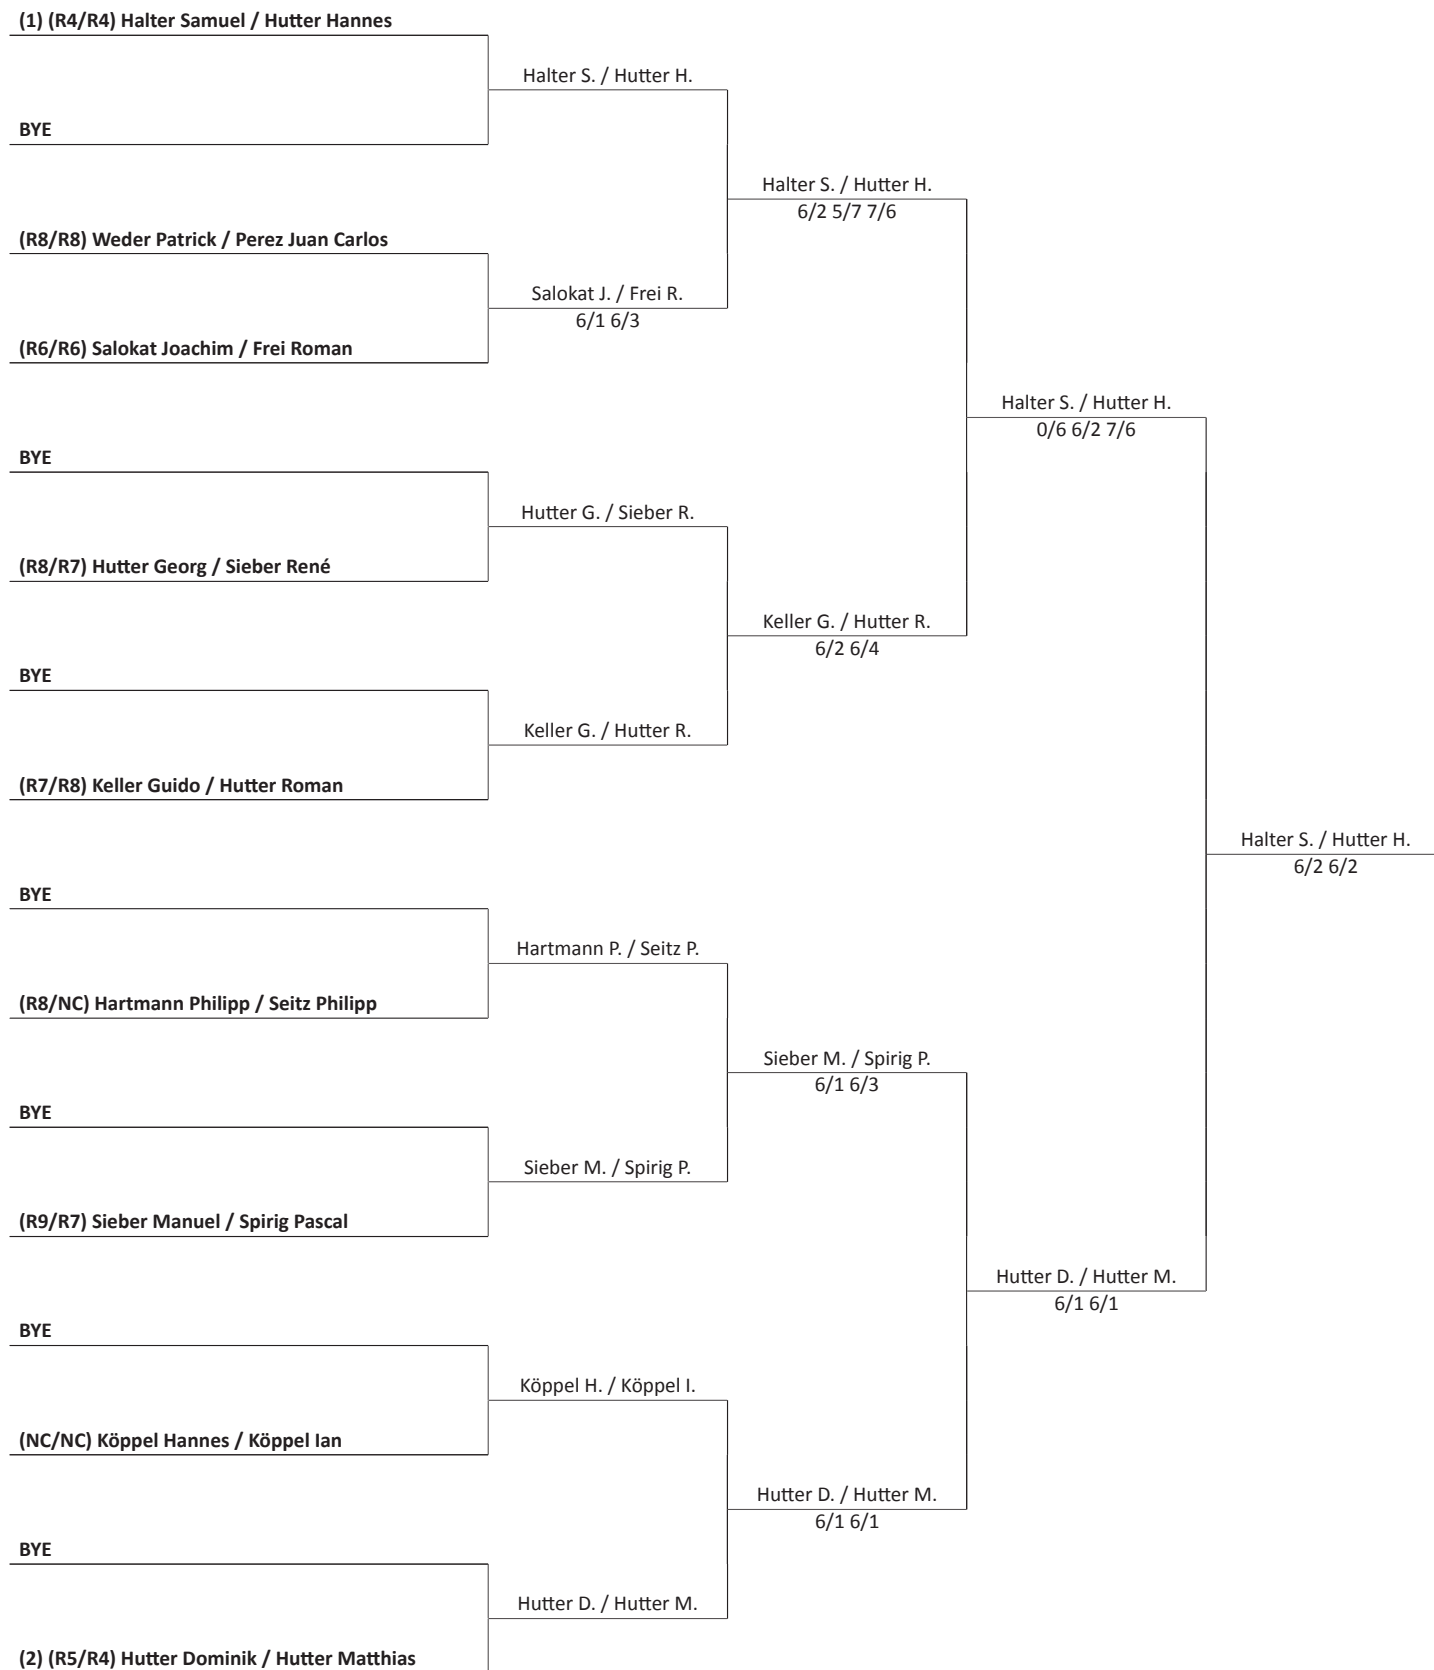 (1) (R4/R4) Halter Samuel / Hutter Hannes
Halter S. / Hutter H.
BYE
Halter S. / Hutter H.
6/2 5/7 7/6
(R8/R8) Weder Patrick / Perez Juan Carlos
Salokat J. / Frei R.
6/1 6/3
(R6/R6) Salokat Joachim / Frei Roman
Halter S. / Hutter H.
0/6 6/2 7/6
BYE
Hutter G. / Sieber R.
(R8/R7) Hutter Georg / Sieber René
Keller G. / Hutter R.
6/2 6/4
BYE
Keller G. / Hutter R.
(R7/R8) Keller Guido / Hutter Roman
Halter S. / Hutter H.
6/2 6/2
BYE
Hartmann P. / Seitz P.
(R8/NC) Hartmann Philipp / Seitz Philipp
Sieber M. / Spirig P.
6/1 6/3
BYE
Sieber M. / Spirig P.
(R9/R7) Sieber Manuel / Spirig Pascal
Hutter D. / Hutter M.
6/1 6/1
BYE
Köppel H. / Köppel I.
(NC/NC) Köppel Hannes / Köppel Ian
Hutter D. / Hutter M.
6/1 6/1
BYE
Hutter D. / Hutter M.
(2) (R5/R4) Hutter Dominik / Hutter Matthias